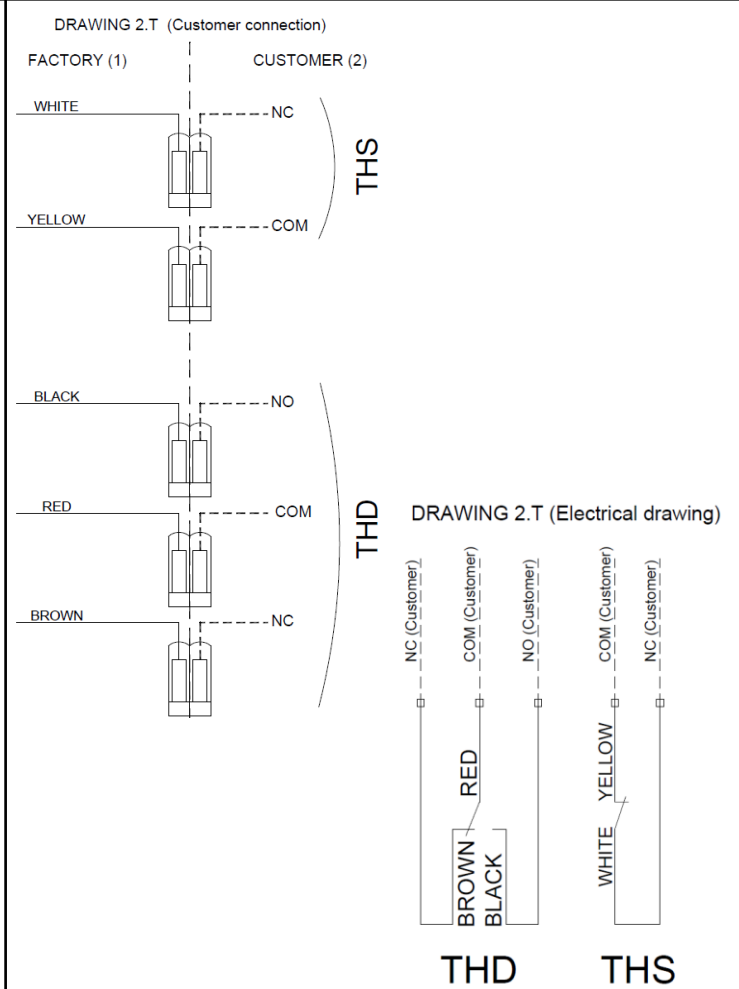 DRAWING 2.T (Customer connection)
FACTORY (1)
CUSTOMER (2)
WHITE
NC
THS
YELLOW
COM
BLACK
NO
THD
RED
COM
BROWN
NC
DRAWING 2.T (Electrical drawing)
NC (Customer)
COM (Customer)
NO (Customer)
COM (Customer)
NC (Customer)
RED
YELLOW
BROWN
BLACK
WHITE
THD
THS